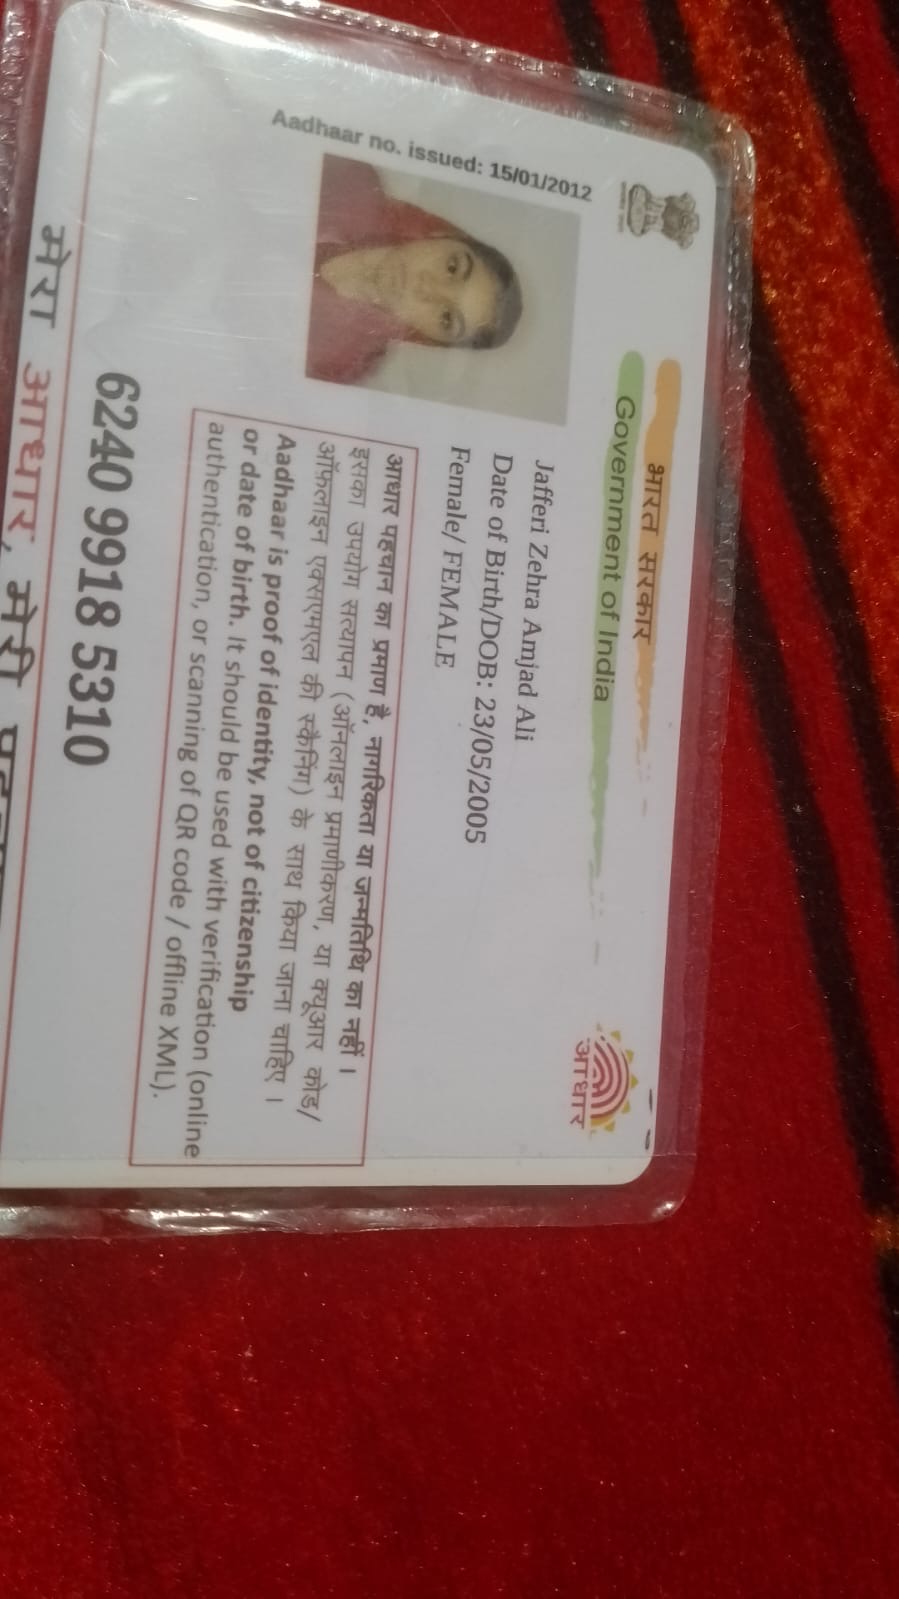 भारत सरकार
Government of India
Aadhaar no. issued: 15/01/2012
Jafferi Zehra Amjad Ali
Date of Birth/DOB: 23/05/2005
Female/ FEMALE
आधार पहचान का प्रमाण है, नागरिकता या जन्मतिथि का नहीं ।
इसका उपयोग सत्यापन (ऑनलाइन प्रमाणीकरण, या क्यूआर कोड/
ऑफ़लाइन एक्सएमएल की स्कैनिंग) के साथ किया जाना चाहिए ।
Aadhaar is proof of identity, not of citizenship
or date of birth. It should be used with verification (online
authentication, or scanning of QR code / offline XML).
आधार
6240 9918 5310
मेरा आधार, मेरी